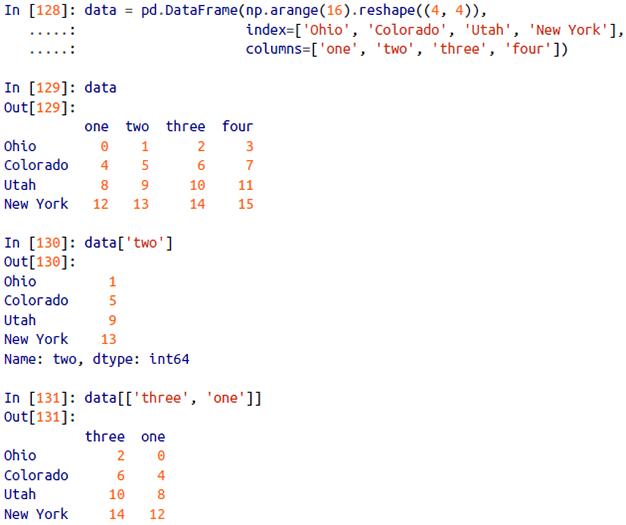 In [128]: data = pd.DataFrame(np.arange(16).reshape((4, 4)),
   .....:                     index=['Ohio', 'Colorado', 'Utah', 'New York'],
   .....:                     columns=['one', 'two', 'three', 'four'])

In [129]: data
Out[129]:
          one  two  three  four
Ohio        0    1      2     3
Colorado    4    5      6     7
Utah        8    9     10    11
New York   12   13     14    15

In [130]: data['two']
Out[130]:
Ohio         1
Colorado     5
Utah         9
New York    13
Name: two, dtype: int64

In [131]: data[['three', 'one']]
Out[131]:
          three  one
Ohio          2    0
Colorado      6    4
Utah         10    8
New York     14   12